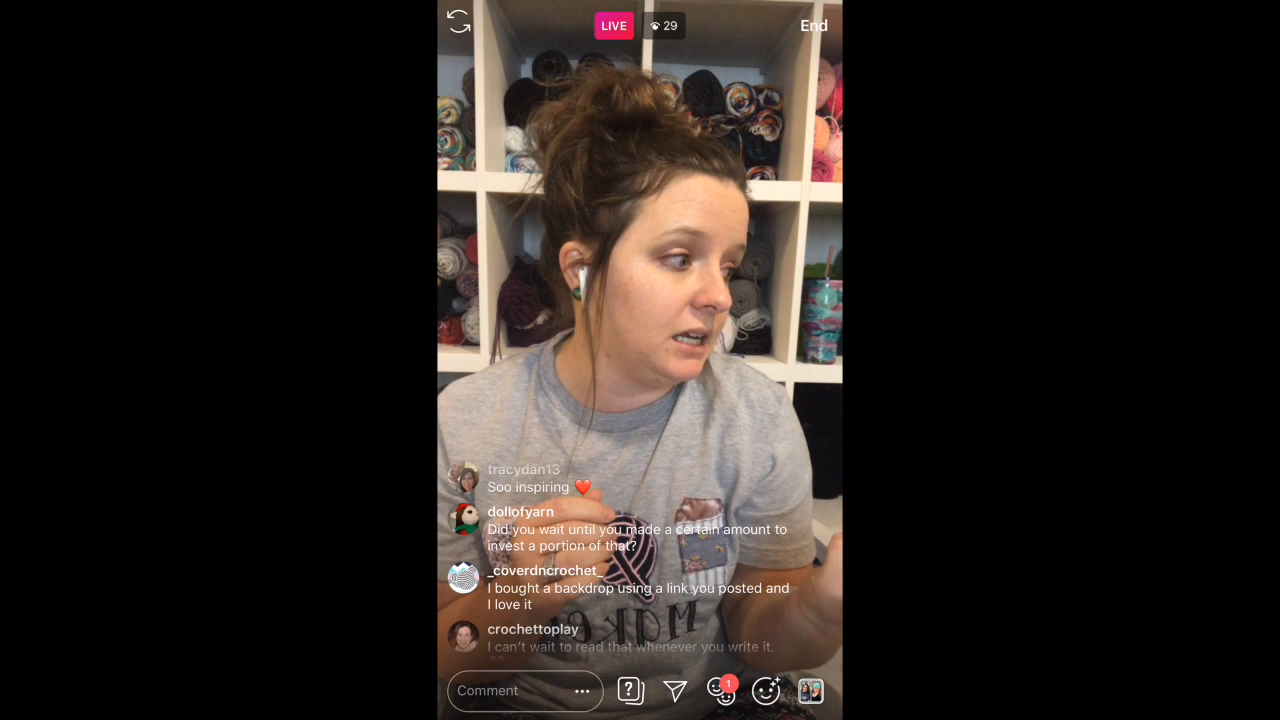 LIVE
29
End
tracydan13
Soo inspiring ❤️
dollofyarn
Did you wait until you made a certain amount to
invest a portion of that?
_coverdncrochet_
I bought a backdrop using a link you posted and
I love it
crochettoplay
I can't wait to read that whenever you write it.
MaKe
Comment
?
1